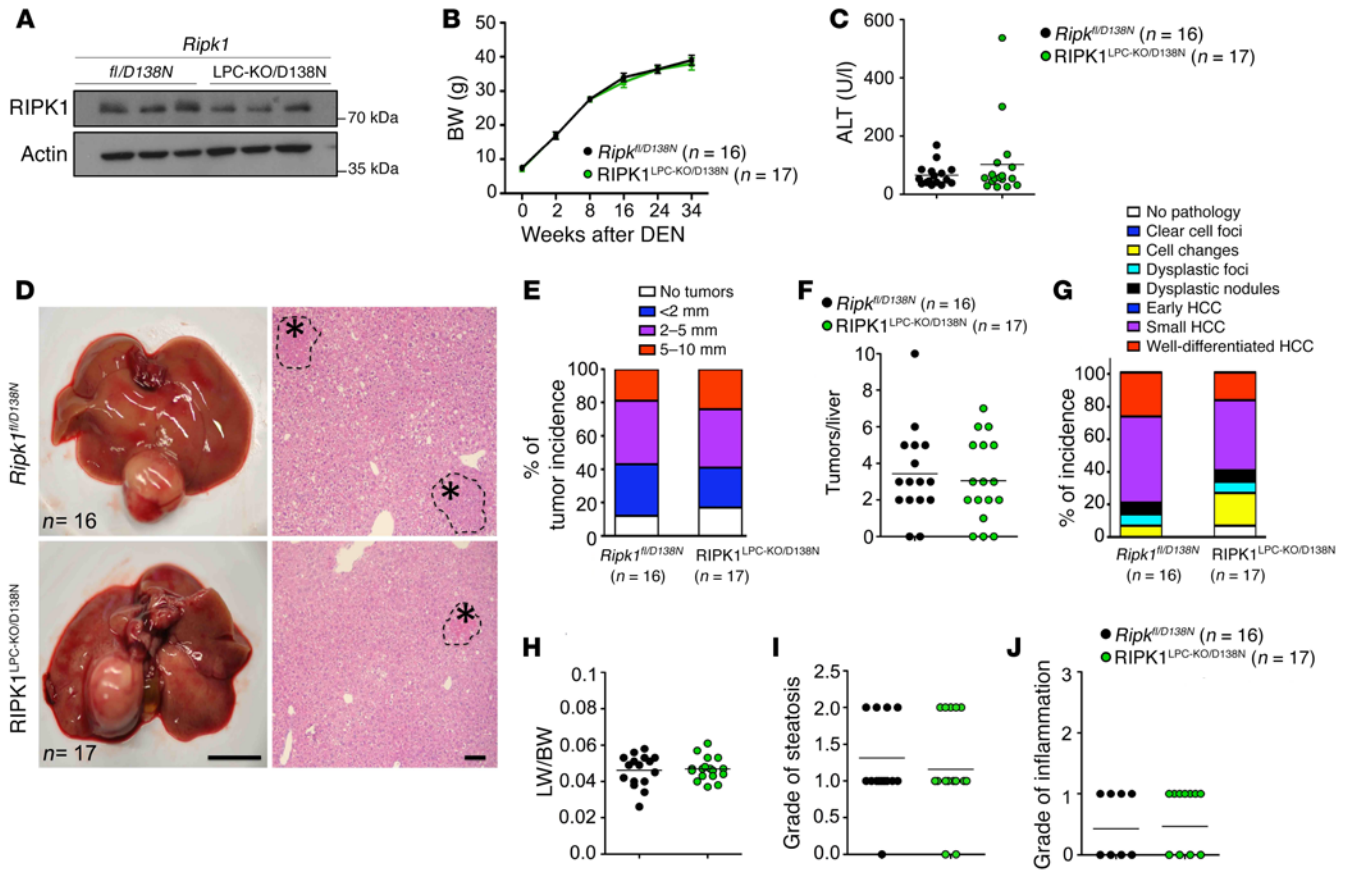 A
Ripk1
fl/D138N LPC-KO/D138N
RIPK1
70 kDa
Actin
35 kDa
B
BW (g)
50
40
30
20
10
0
0 2 8 16 24 34
Weeks after DEN
Ripk^fl/D138N (n = 16)
RIPK1^LPC-KO/D138N (n = 17)
C
ALT (U/l)
600
400
200
0
Ripk^fl/D138N (n = 16)
RIPK1^LPC-KO/D138N (n = 17)
D
Ripk1^fl/D138N
n= 16
*
*
RIPK1^LPC-KO/D138N
n= 17
*
E
No tumors
<2 mm
2–5 mm
5–10 mm
% of
tumor incidence
100
80
60
40
20
0
Ripk1^fl/D138N RIPK1^LPC-KO/D138N
(n = 16) (n = 17)
F
Ripk^fl/D138N (n = 16)
RIPK1^LPC-KO/D138N (n = 17)
Tumors/liver
10
8
6
4
2
0
G
No pathology
Clear cell foci
Cell changes
Dysplastic foci
Dysplastic nodules
Early HCC
Small HCC
Well-differentiated HCC
% of incidence
100
80
60
40
20
0
Ripk1^fl/D138N RIPK1^LPC-KO/D138N
(n = 16) (n = 17)
H
LW/BW
0.1
0.08
0.06
0.04
0.02
0.0
I
Grade of steatosis
2.5
2.0
1.5
1.0
0.5
0.0
J
Ripk^fl/D138N (n = 16)
RIPK1^LPC-KO/D138N (n = 17)
Grade of inflammation
3
2
1
0